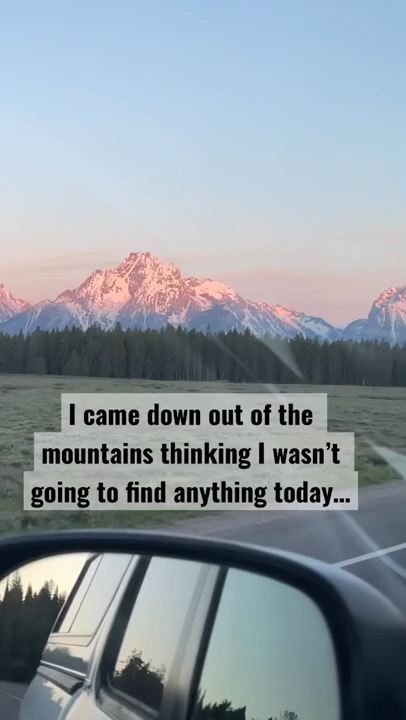 I came down out of the
mountains thinking I wasn't
going to find anything today...